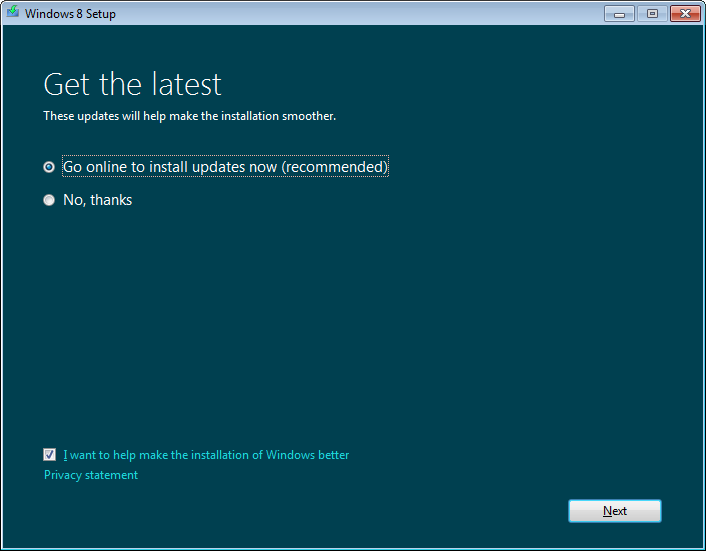 Windows 8 Setup
Get the latest
These updates will help make the installation smoother.
Go online to install updates now (recommended)
No, thanks
I want to help make the installation of Windows better
Privacy statement
Next